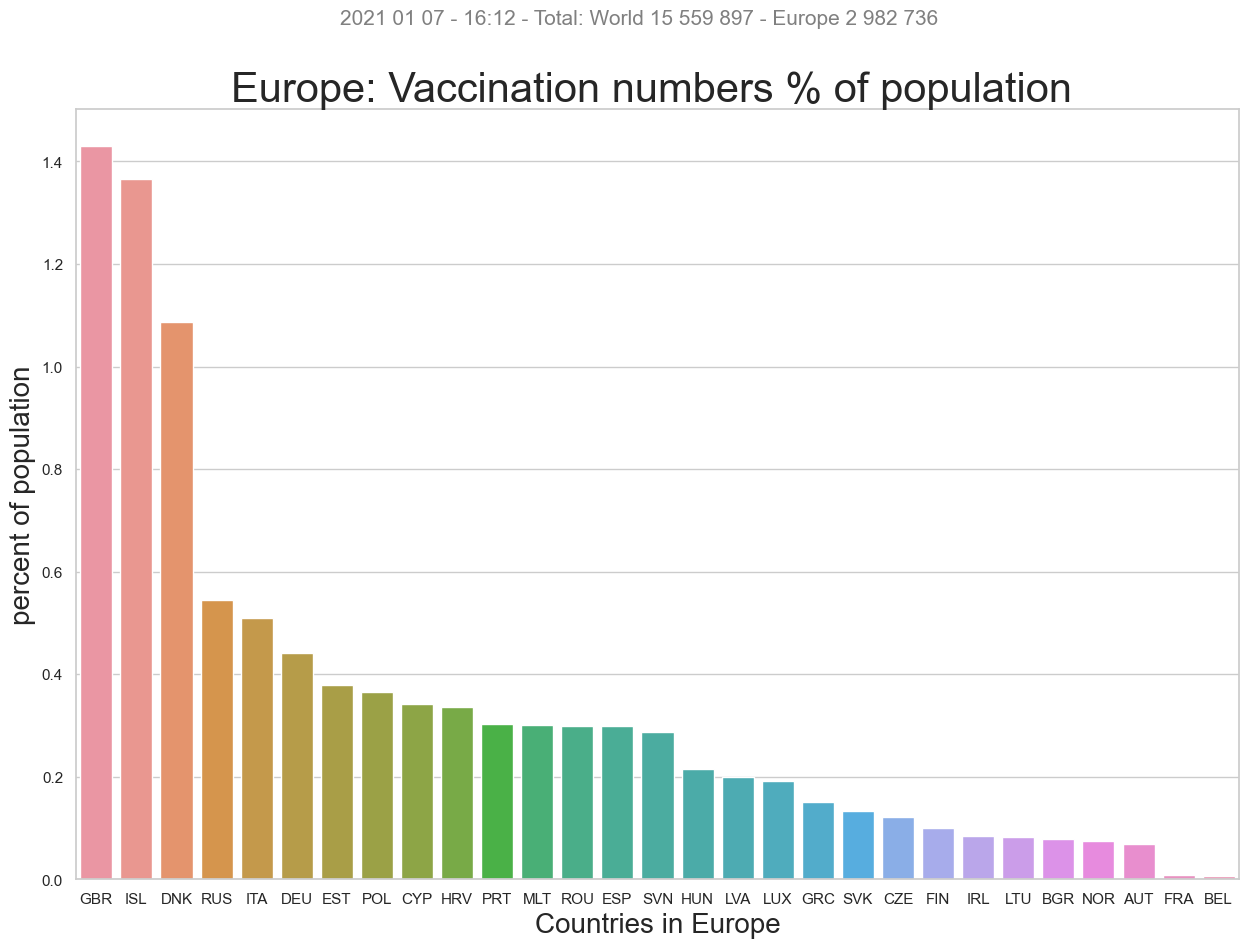 2021 01 07 - 16:12 - Total: World 15 559 897 - Europe 2 982 736
Europe: Vaccination numbers % of population
1.4
1.2
1.0
0.8
0.6
0.4
0.2
0.0
percent of population
GBR ISL DNK RUS ITA DEU EST POL CYP HRV PRT MLT ROU ESP SVN HUN LVA LUX GRC SVK CZE FIN IRL LTU BGR NOR AUT FRA BEL
Countries in Europe